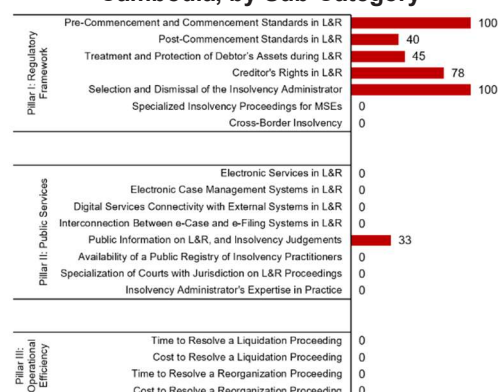 Cambodia, by Sub-Category
Pillar I: Regulatory
Framework
Pre-Commencement and Commencement Standards in L&R 100
Post-Commencement Standards in L&R 40
Treatment and Protection of Debtor's Assets during L&R 45
Creditor's Rights in L&R 78
Selection and Dismissal of the Insolvency Administrator 100
Specialized Insolvency Proceedings for MSEs 0
Cross-Border Insolvency 0
Pillar II: Public Services
Electronic Services in L&R 0
Electronic Case Management Systems in L&R 0
Digital Services Connectivity with External Systems in L&R 0
Interconnection Between e-Case and e-Filing Systems in L&R 0
Public Information on L&R, and Insolvency Judgements 33
Availability of a Public Registry of Insolvency Practitioners 0
Specialization of Courts with Jurisdiction on L&R Proceedings 0
Insolvency Administrator's Expertise in Practice 0
Pillar III:
Operational
Efficiency
Time to Resolve a Liquidation Proceeding 0
Cost to Resolve a Liquidation Proceeding 0
Time to Resolve a Reorganization Proceeding 0
Cost to Resolve a Reorganization Proceeding 0